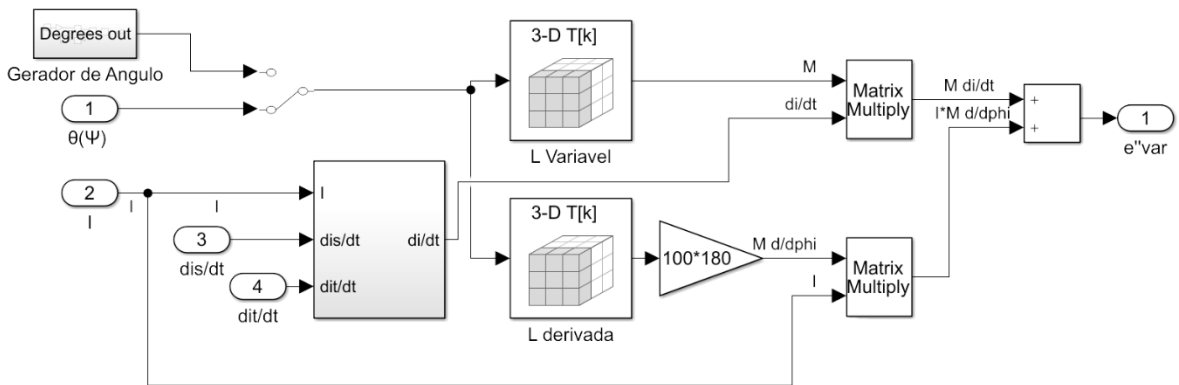 Degrees out
Gerador de Angulo
1
θ(Ψ)
2
I
I
I
3
dis/dt
4
dit/dt
I
dis/dt
dit/dt
di/dt
3-D T[k]
L Variavel
3-D T[k]
L derivada
100*180
M
di/dt
Matrix
Multiply
M d/dphi
I
Matrix
Multiply
M di/dt
I*M d/dphi
+
+
1
e"var